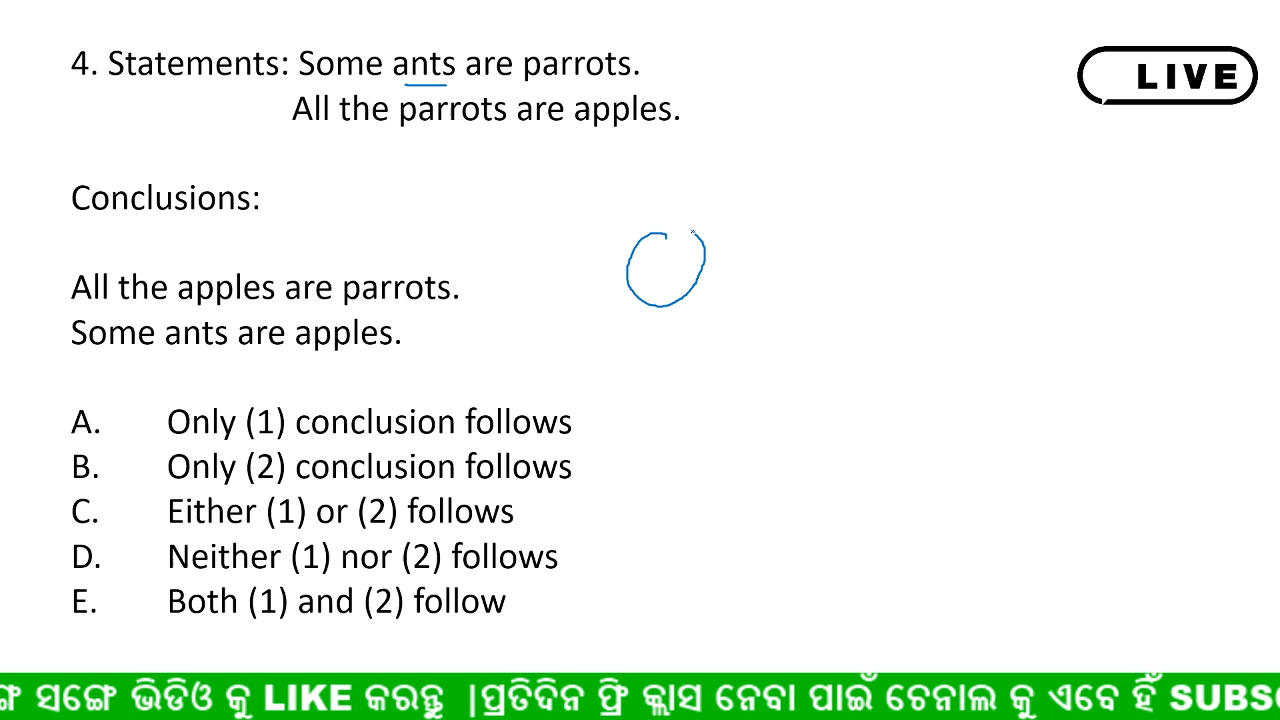 4. Statements: Some ants are parrots.
LIVE
All the parrots are apples.
Conclusions:
All the apples are parrots.
Some ants are apples.
A. Only (1) conclusion follows
B. Only (2) conclusion follows
C. Either (1) or (2) follows
D. Neither (1) nor (2) follows
E. Both (1) and (2) follow
ସଙ୍ଗେ ଭିଡିଓ କୁ LIKE କରନ୍ତୁ |ପ୍ରତିଦିନ ଫ୍ରି କ୍ଲାସ ନେବା ପାଇଁ ଚେନାଲ କୁ ଏବେ ହିଁ SUBS